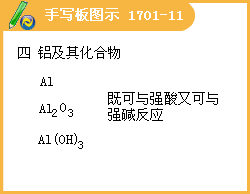 手写板图示 1701-11
四 铝及其化合物
Al
Al₂O₃
既可与强酸又可与
强碱反应
Al(OH)₃